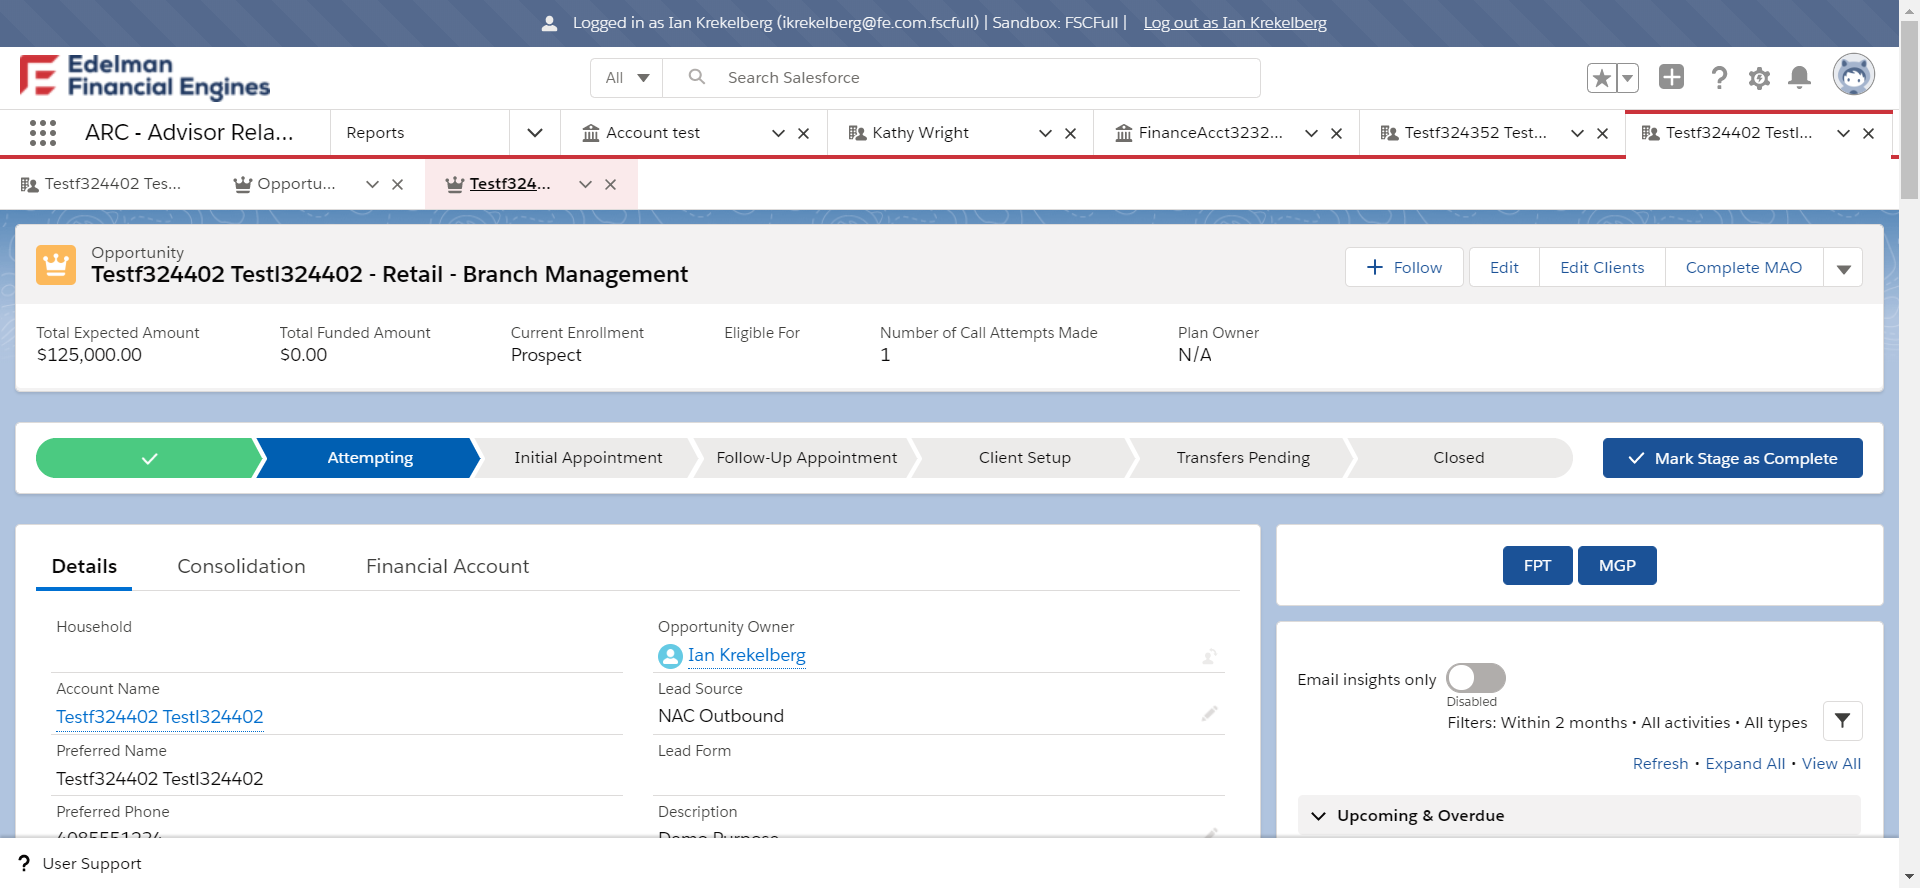 Logged in as Ian Krekelberg (ikrekelberg@fe.com.fscfull) | Sandbox: FSCFull | Log out as Ian Krekelberg
Edelman
Financial Engines
All
Search Salesforce
ARC - Advisor Rela...
Reports
Account test
Kathy Wright
FinanceAcct3232...
Testf324352 Test...
Testf324402 Testl...
Testf324402 Tes...
Opportu...
Testf324...
Opportunity
Testf324402 Testl324402 - Retail - Branch Management
Follow
Edit
Edit Clients
Complete MAO
Total Expected Amount
$125,000.00
Total Funded Amount
$0.00
Current Enrollment
Prospect
Eligible For
Number of Call Attempts Made
1
Plan Owner
N/A
Attempting
Initial Appointment
Follow-Up Appointment
Client Setup
Transfers Pending
Closed
Mark Stage as Complete
Details
Consolidation
Financial Account
Household
Opportunity Owner
Ian Krekelberg
Account Name
Testf324402 Testl324402
Lead Source
NAC Outbound
Preferred Name
Testf324402 Testl324402
Lead Form
Preferred Phone
4085551234
Description
Demo Purpose
FPT
MGP
Email insights only
Disabled
Filters: Within 2 months • All activities • All types
Refresh • Expand All • View All
Upcoming & Overdue
? User Support